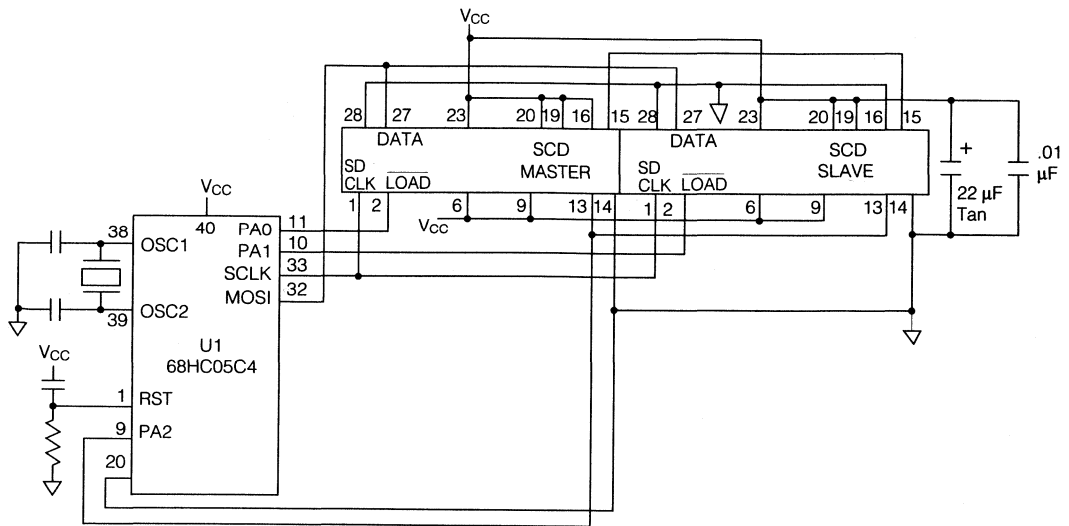 VCC
28 27 23 20 19 16 15 28 27 23 20 19 16 15
DATA
SCD
MASTER
SD
CLK
LOAD
DATA
SCD
SLAVE
SD
CLK
LOAD
+
22 µF
Tan
.01
µF
1 2 6 9 13 14 1 2 6 9 13 14
VCC
VCC
40
38
OSC1
39
OSC2
PA0
11
PA1
10
SCLK
33
MOSI
32
U1
68HC05C4
VCC
1
RST
9
PA2
20